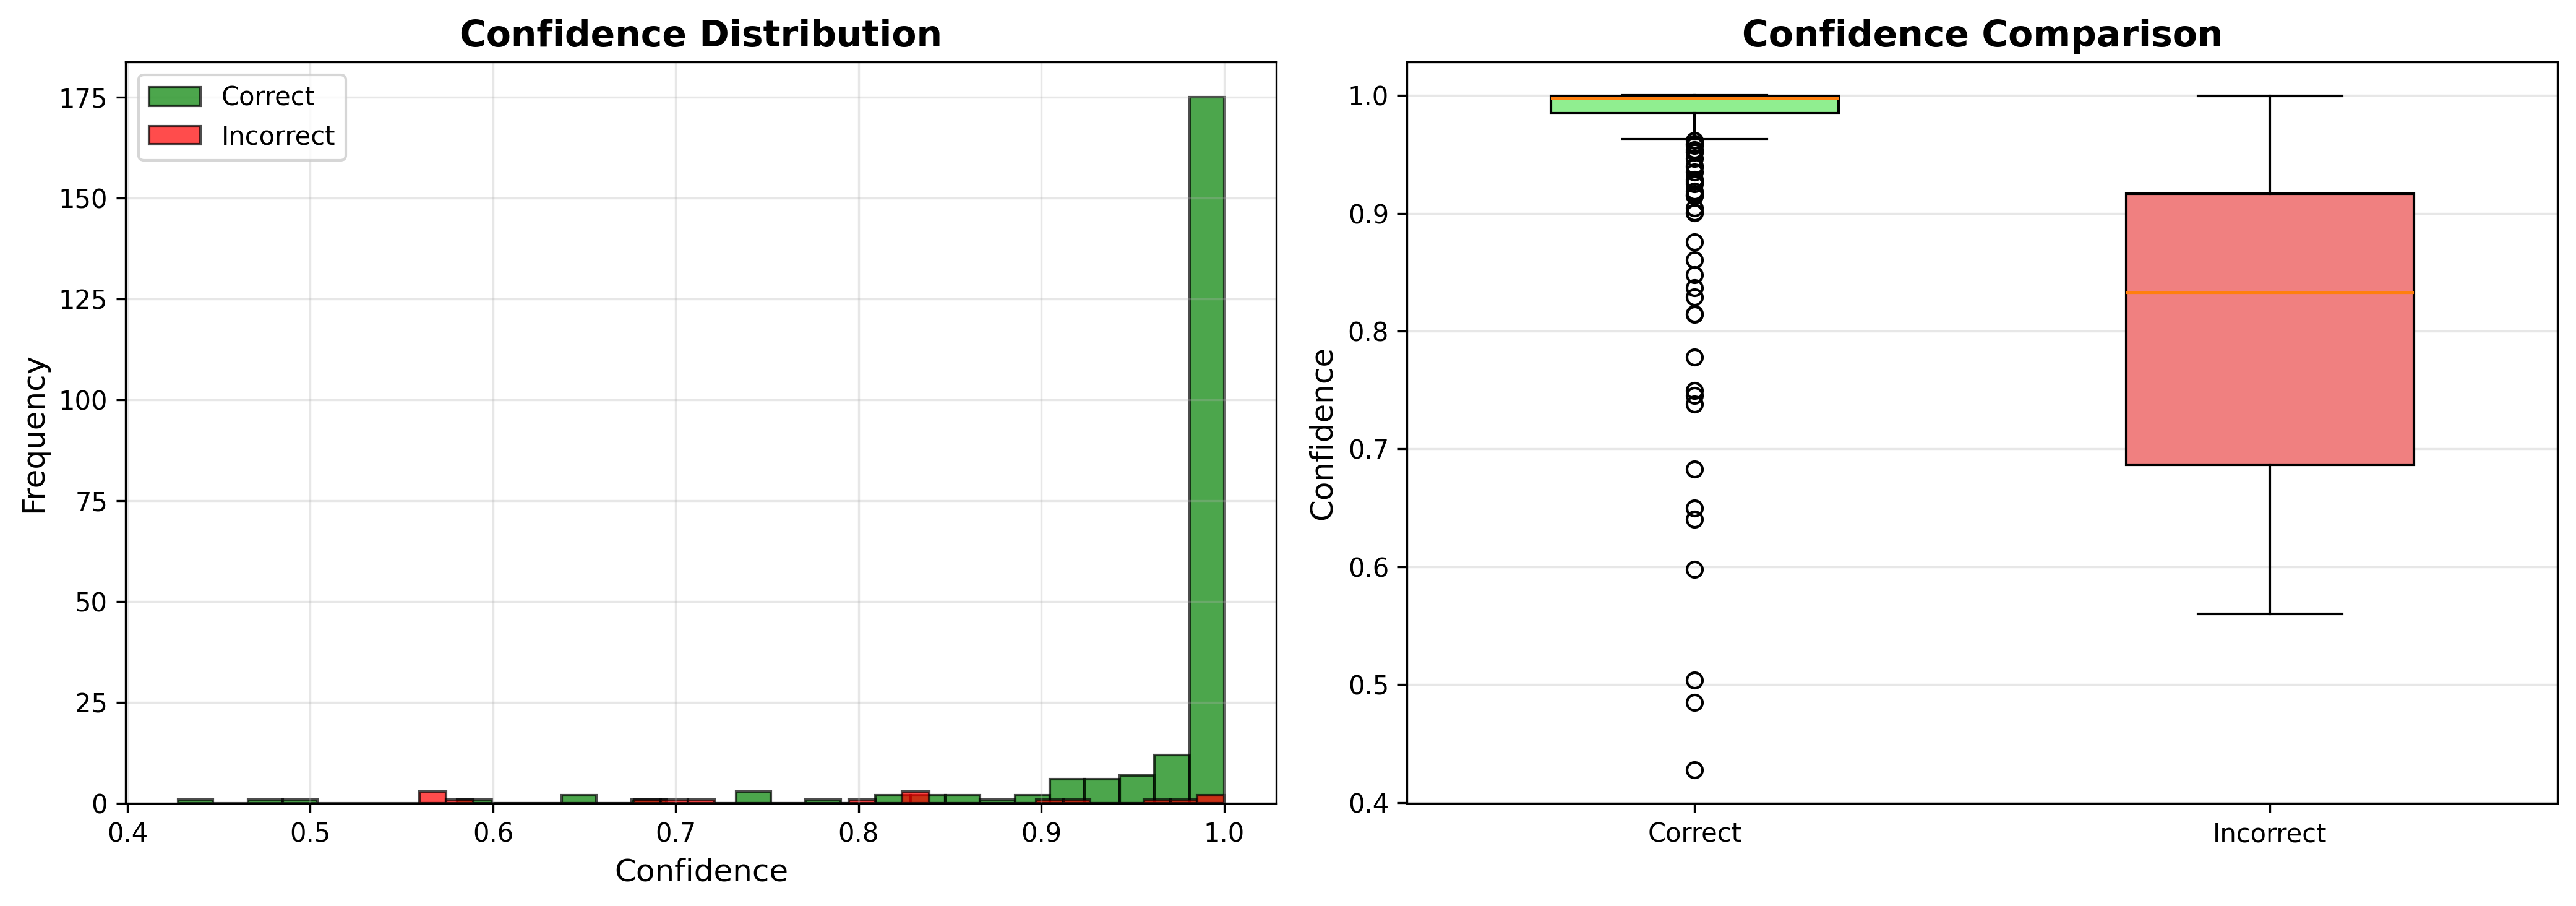 Confidence Distribution
Correct
Incorrect
Frequency
175
150
125
100
75
50
25
0
0.4 0.5 0.6 0.7 0.8 0.9 1.0
Confidence
Confidence Comparison
Confidence
1.0
0.9
0.8
0.7
0.6
0.5
0.4
Correct Incorrect